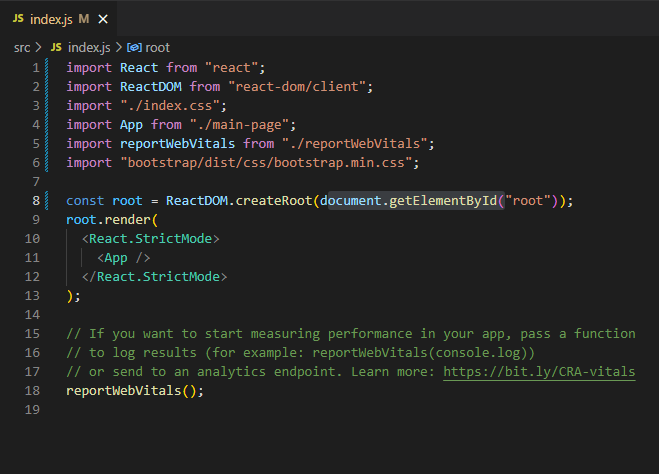 JS index.js M ×
src > JS index.js > root
1 import React from "react";
2 import ReactDOM from "react-dom/client";
3 import "./index.css";
4 import App from "./main-page";
5 import reportWebVitals from "./reportWebVitals";
6 import "bootstrap/dist/css/bootstrap.min.css";
7
8 const root = ReactDOM.createRoot(document.getElementById("root"));
9 root.render(
10   <React.StrictMode>
11     <App />
12   </React.StrictMode>
13 );
14
15 // If you want to start measuring performance in your app, pass a function
16 // to log results (for example: reportWebVitals(console.log))
17 // or send to an analytics endpoint. Learn more: https://bit.ly/CRA-vitals
18 reportWebVitals();
19